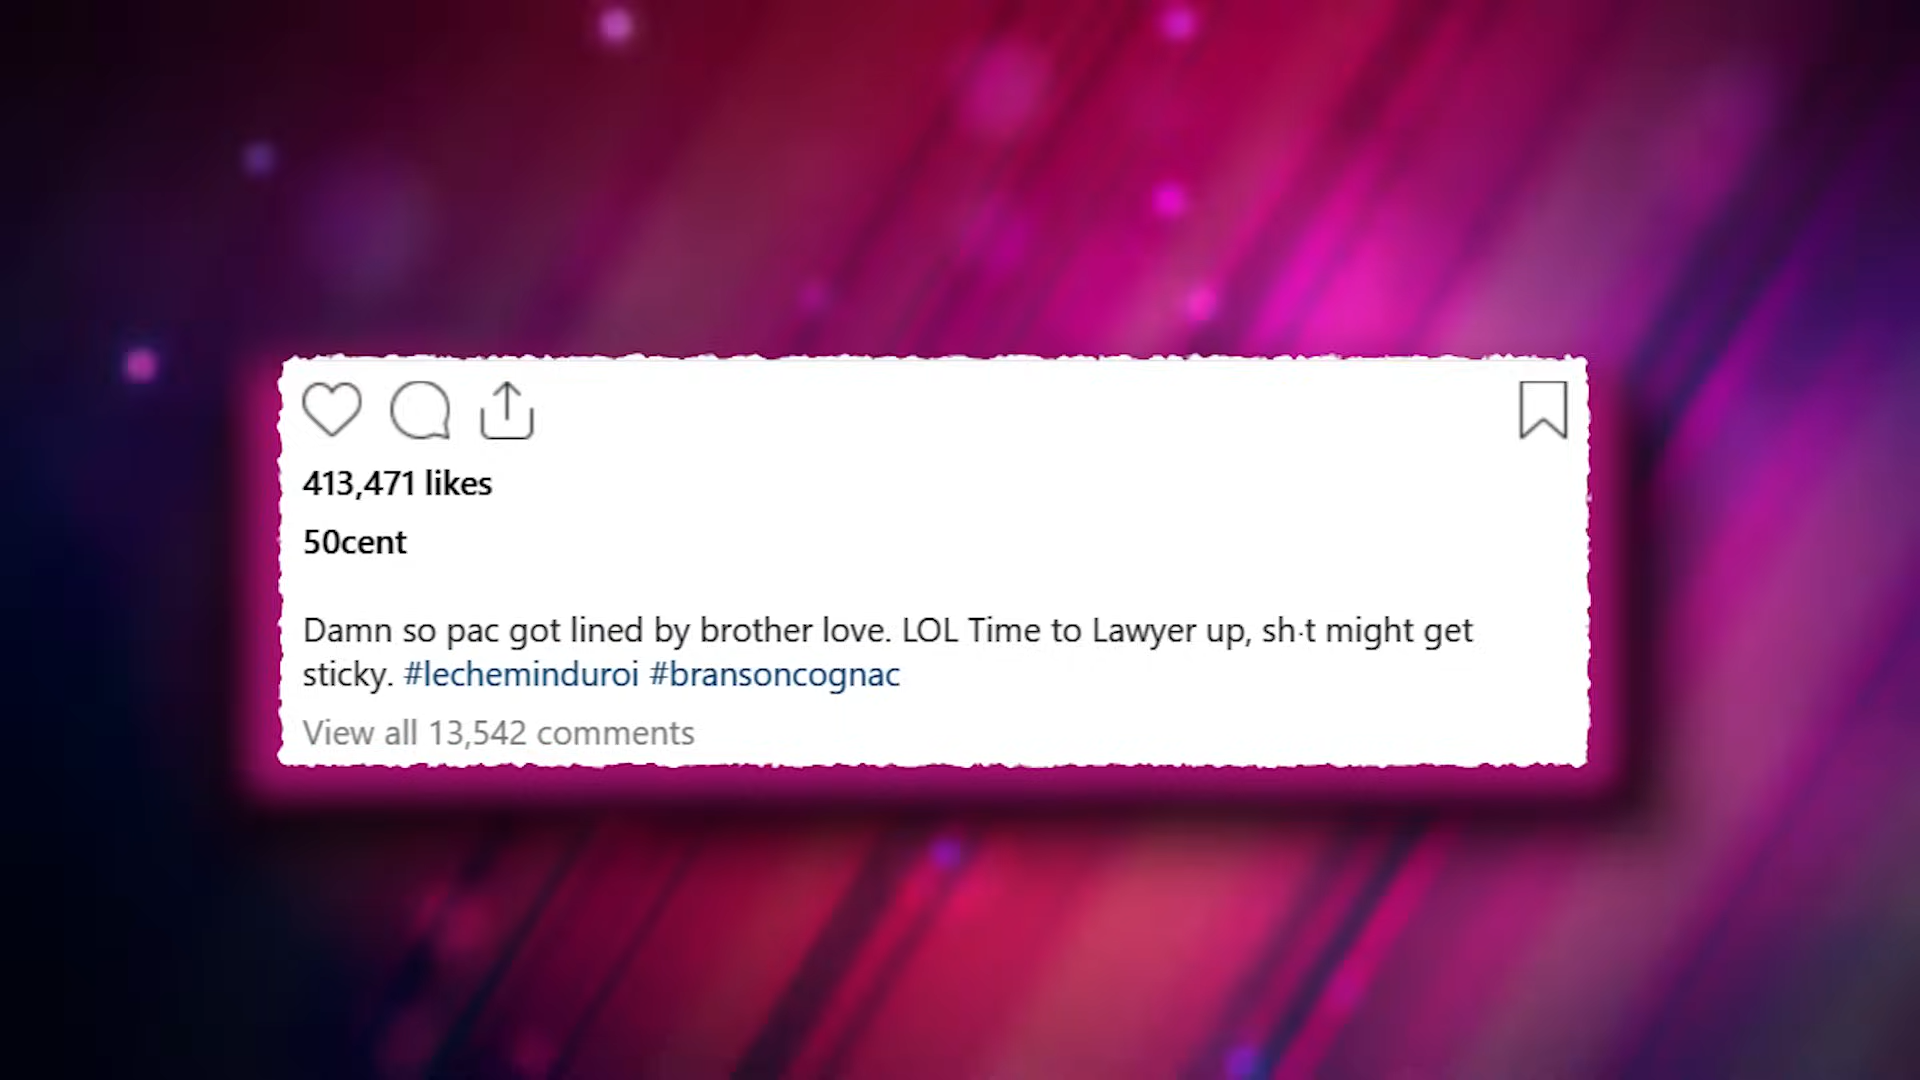 413,471 likes
50cent
Damn so pac got lined by brother love. LOL Time to Lawyer up, sh·t might get
sticky. #lecheminduroi #bransoncognac
View all 13,542 comments